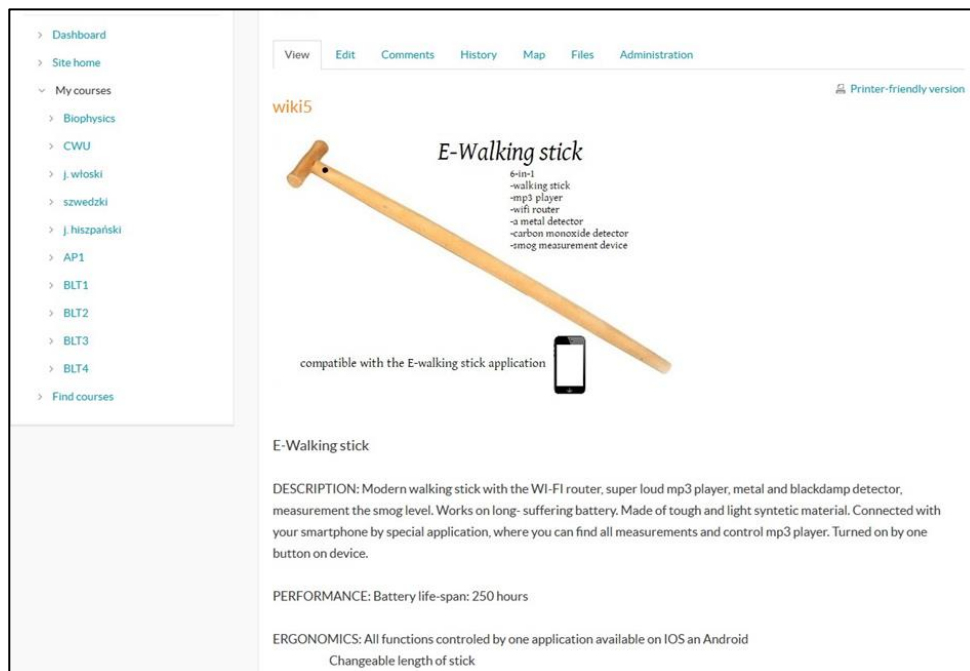 Dashboard
Site home
My courses
Biophysics
CWU
j. włoski
szwedzki
j. hiszpański
AP1
BLT1
BLT2
BLT3
BLT4
Find courses
View Edit Comments History Map Files Administration
Printer-friendly version
wiki5
E-Walking stick
6-in-1
-walking stick
-mp3 player
-wifi router
-a metal detector
-carbon monoxide detector
-smog measurement device
compatible with the E-walking stick application
E-Walking stick
DESCRIPTION: Modern walking stick with the WI-FI router, super loud mp3 player, metal and blackdamp detector,
measurement the smog level. Works on long- suffering battery. Made of tough and light syntetic material. Connected with
your smartphone by special application, where you can find all measurements and control mp3 player. Turned on by one
button on device.
PERFORMANCE: Battery life-span: 250 hours
ERGONOMICS: All functions controled by one application available on IOS an Android
Changeable length of stick